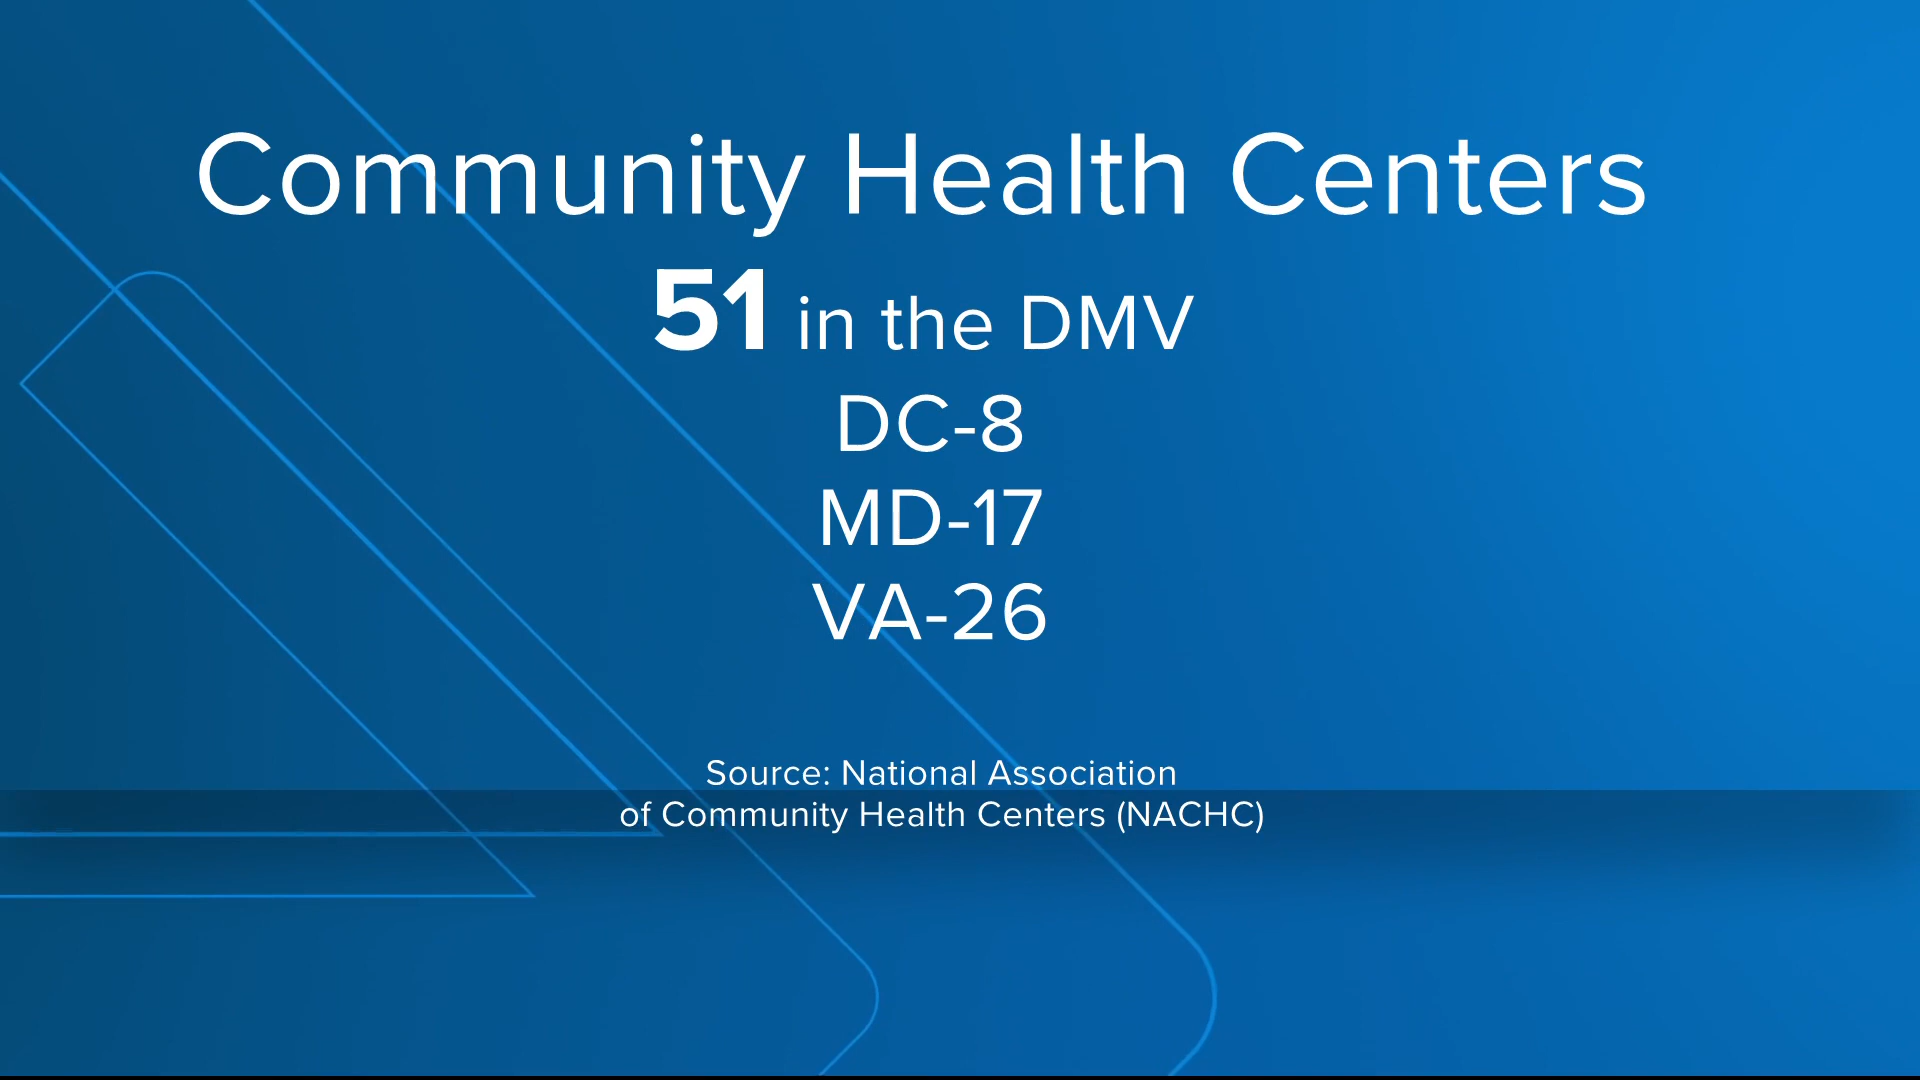 Community Health Centers
51 in the DMV
DC-8
MD-17
VA-26
Source: National Association
of Community Health Centers (NACHC)